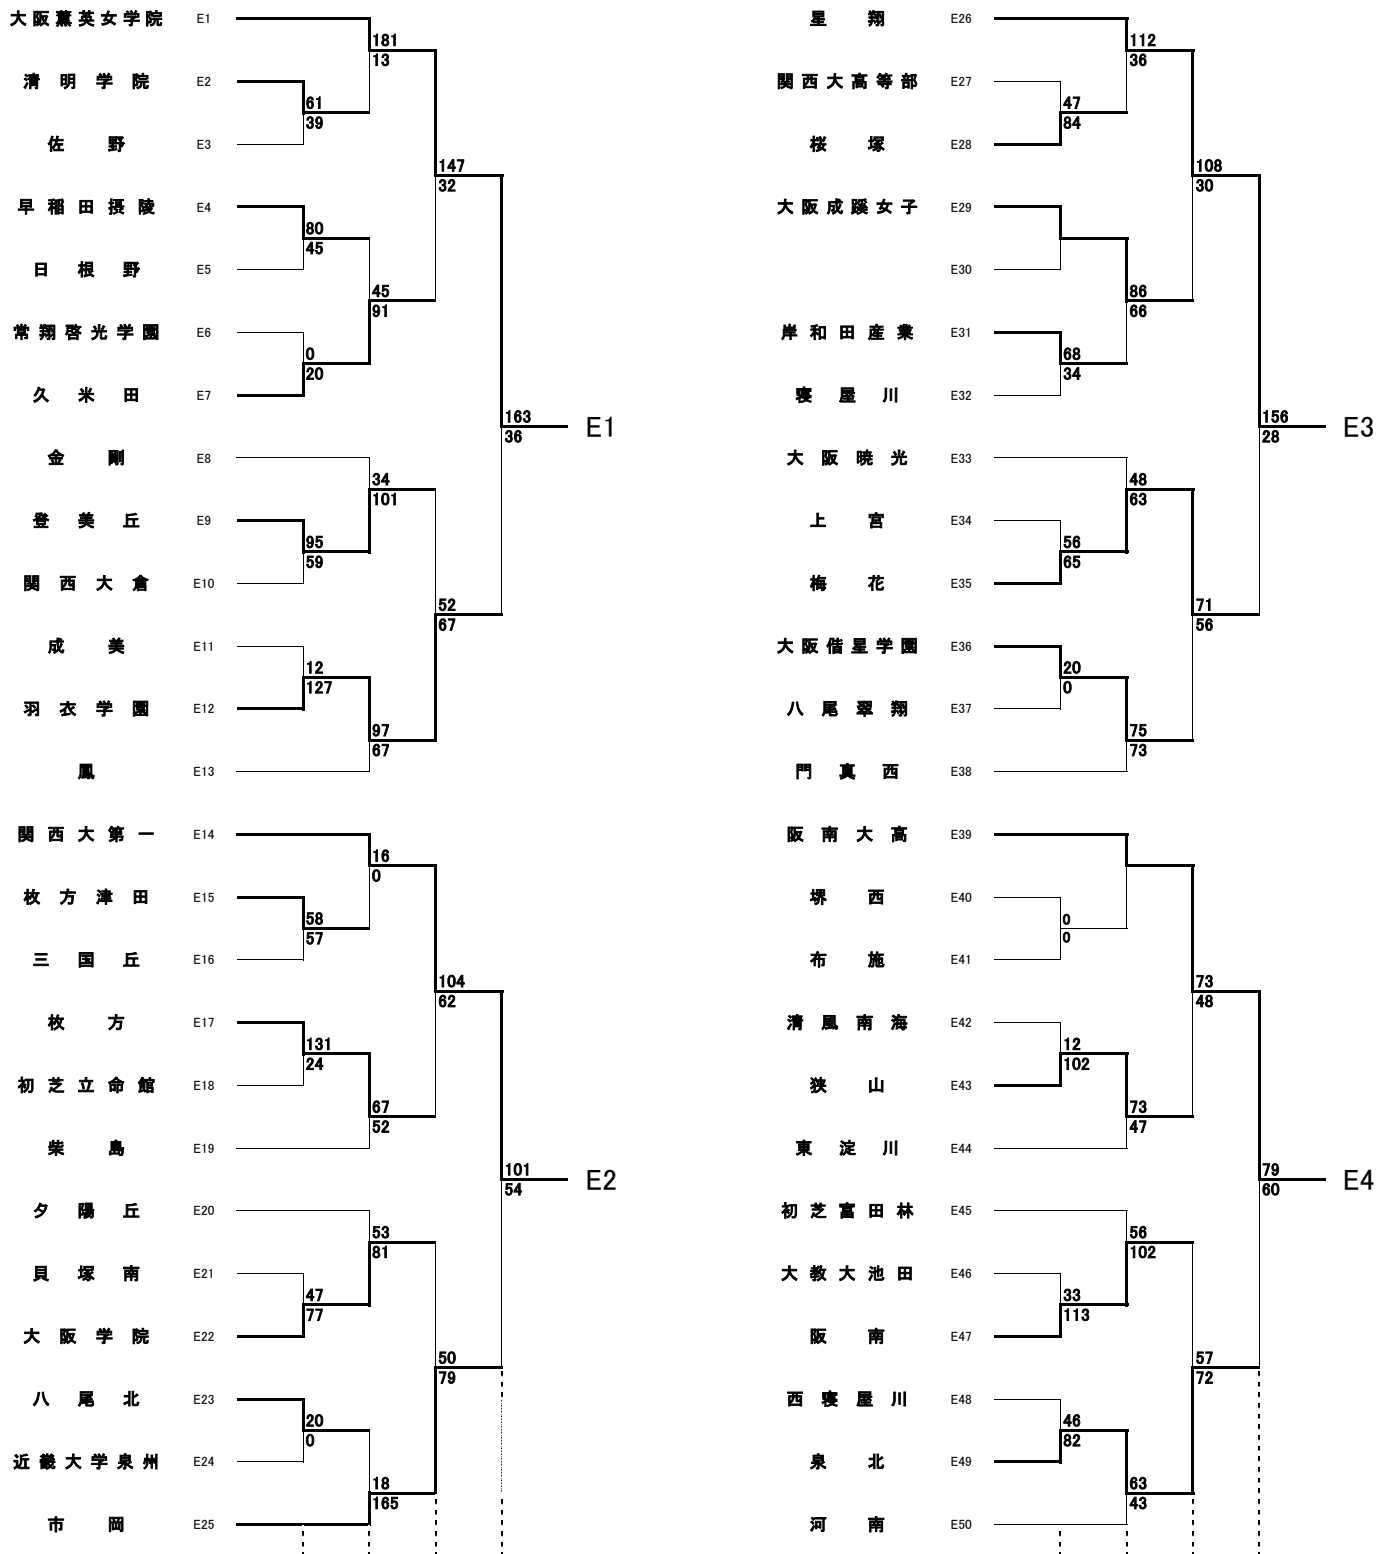 大阪薫英女学院 E1
181
13
清明学院 E2
61
39
佐野 E3
147
32
早稲田摂陵 E4
80
45
日根野 E5
45
91
常翔啓光学園 E6
0
20
久米田 E7
163
36
E1
金剛 E8
34
101
登美丘 E9
95
59
関西大倉 E10
52
67
成美 E11
12
127
羽衣学園 E12
97
67
鳳 E13
関西大第一 E14
16
0
枚方津田 E15
58
57
三国丘 E16
104
62
枚方 E17
131
24
初芝立命館 E18
67
52
柴島 E19
101
54
E2
夕陽丘 E20
53
81
貝塚南 E21
47
77
大阪学院 E22
50
79
八尾北 E23
20
0
近畿大学泉州 E24
18
165
市岡 E25
星翔 E26
112
36
関西大高等部 E27
47
84
桜塚 E28
108
30
大阪成蹊女子 E29
E30
86
66
岸和田産業 E31
68
34
寝屋川 E32
156
28
E3
大阪暁光 E33
48
63
上宮 E34
56
65
梅花 E35
71
56
大阪偕星学園 E36
20
0
八尾翠翔 E37
75
73
門真西 E38
阪南大高 E39
堺西 E40
0
0
布施 E41
73
48
清風南海 E42
12
102
狭山 E43
73
47
東淀川 E44
79
60
E4
初芝富田林 E45
56
102
大教大池田 E46
33
113
阪南 E47
57
72
西寝屋川 E48
46
82
泉北 E49
63
43
河南 E50